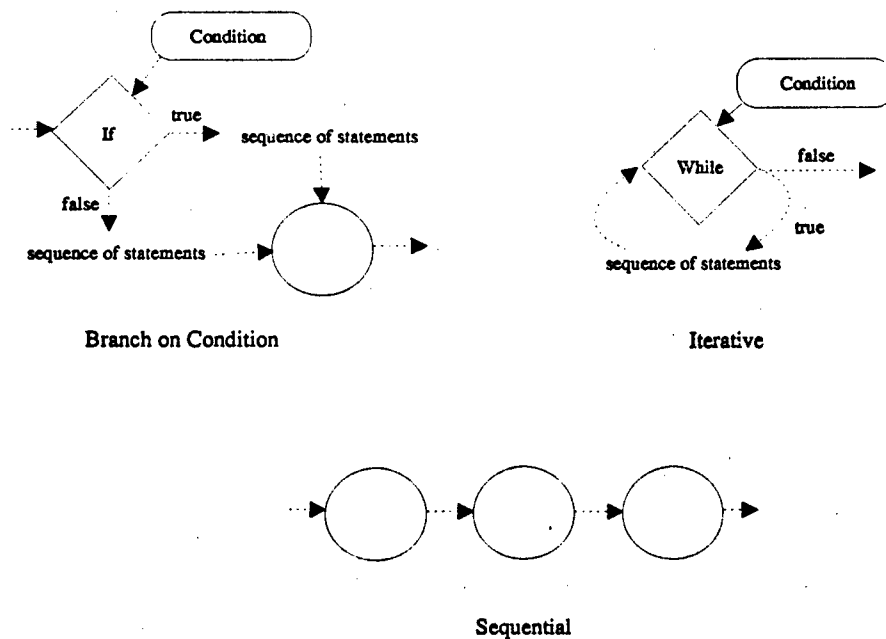 Condition
If
true
sequence of statements
false
sequence of statements
Branch on Condition
Condition
While
false
true
sequence of statements
Iterative
Sequential